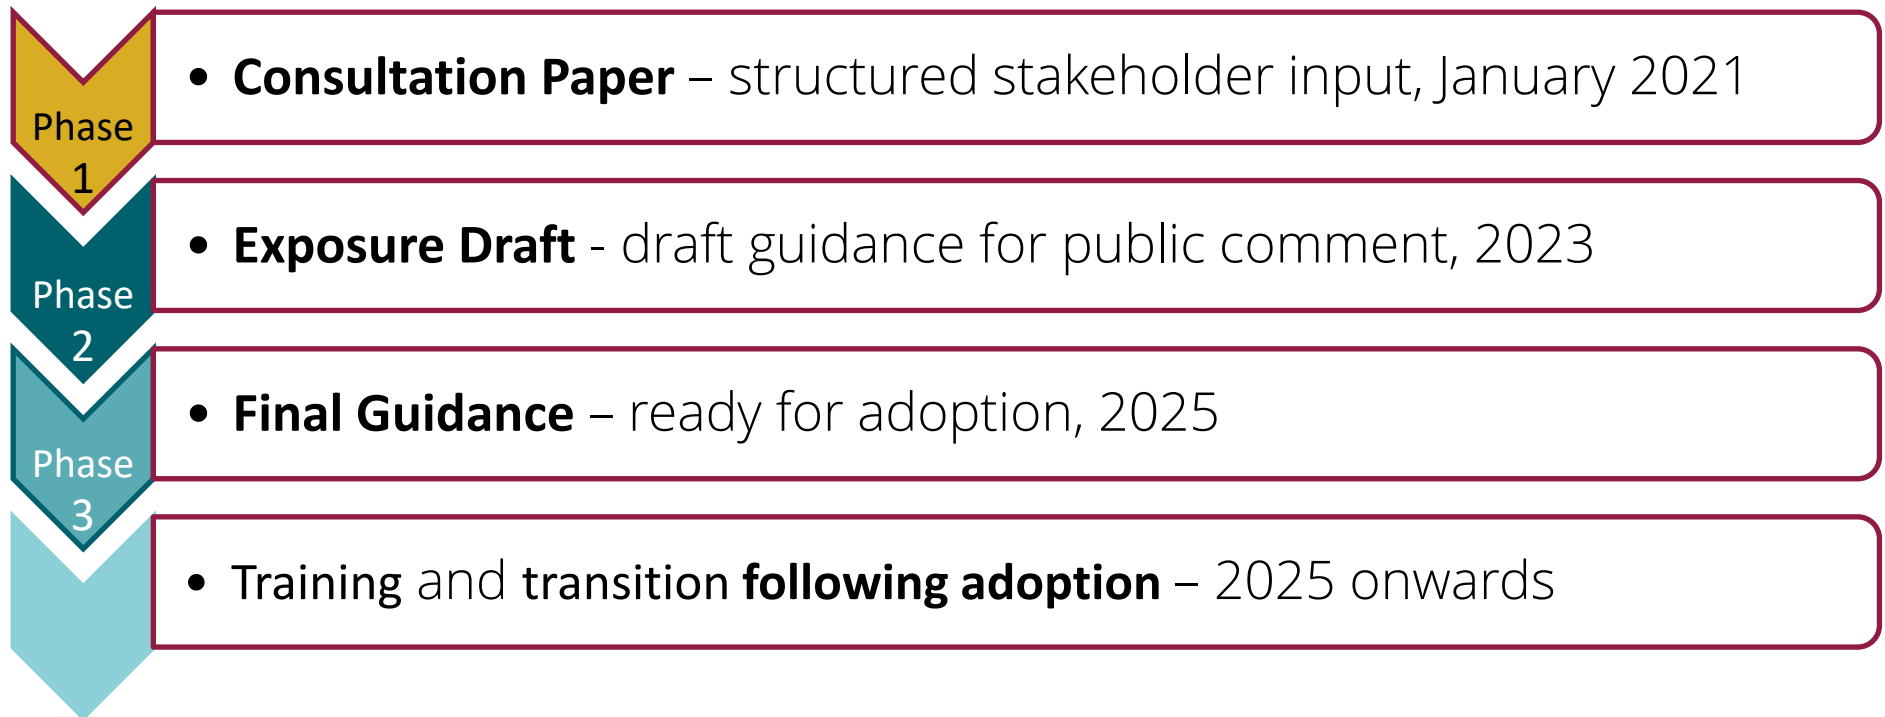 Phase
1
• Consultation Paper – structured stakeholder input, January 2021
Phase
2
• Exposure Draft - draft guidance for public comment, 2023
Phase
3
• Final Guidance – ready for adoption, 2025
• Training and transition following adoption – 2025 onwards